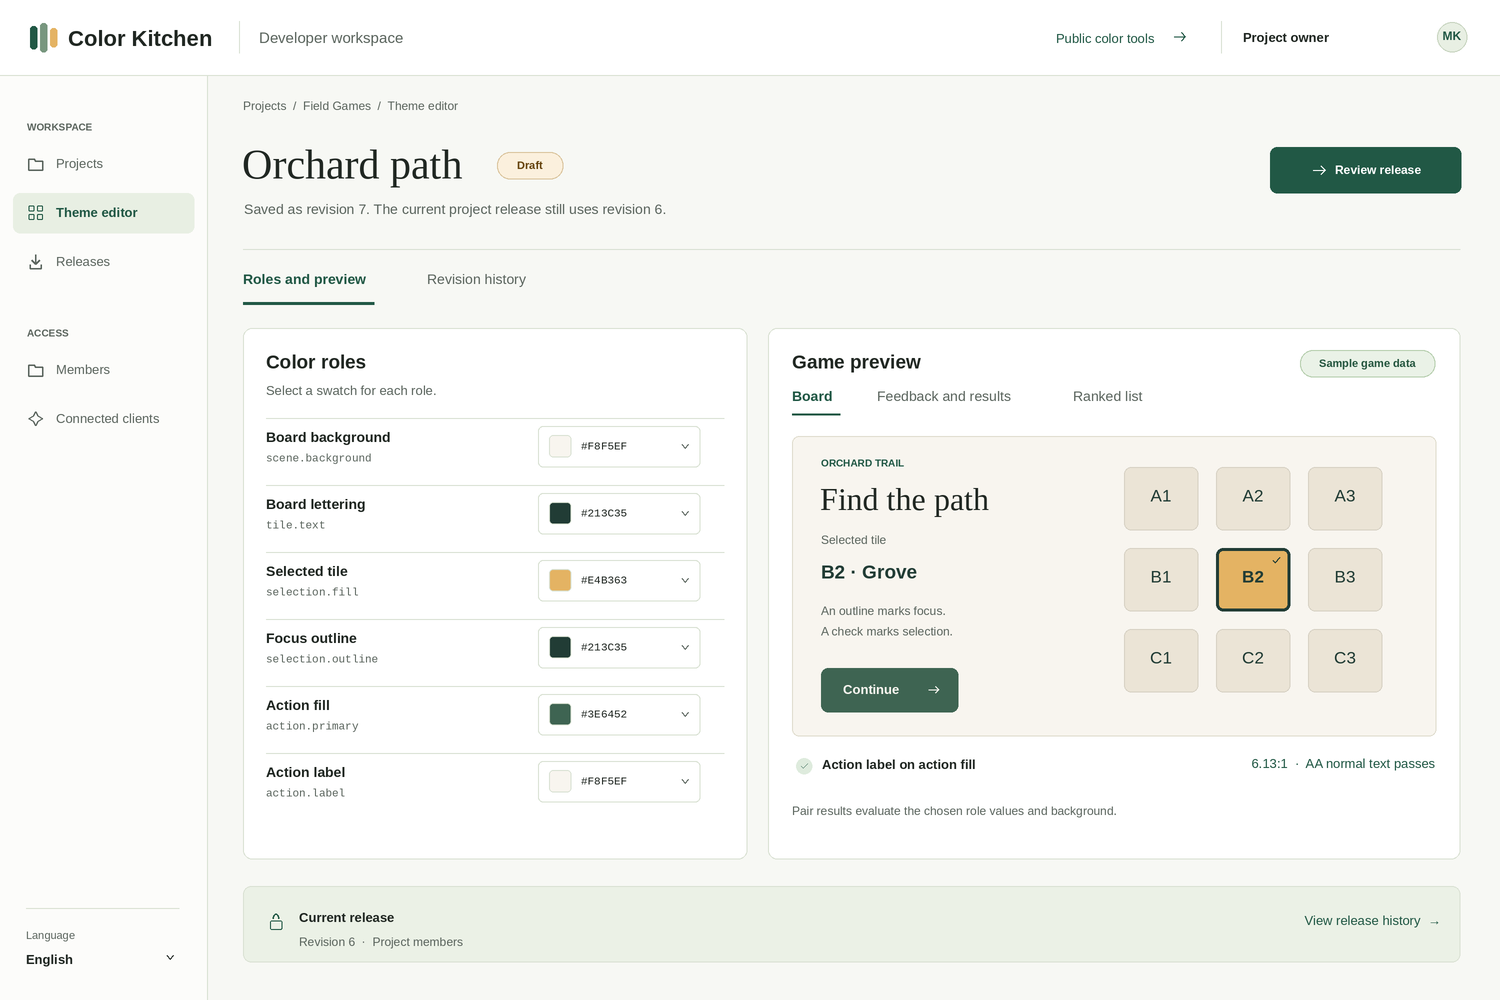 Color Kitchen
Developer workspace
Public color tools →
Project owner
MK
WORKSPACE
Projects
Theme editor
Releases
ACCESS
Members
Connected clients
Language
English
Projects / Field Games / Theme editor
Orchard path
Draft
→ Review release
Saved as revision 7. The current project release still uses revision 6.
Roles and preview
Revision history
Color roles
Select a swatch for each role.
Board background
scene.background
#F8F5EF
Board lettering
tile.text
#213C35
Selected tile
selection.fill
#E4B363
Focus outline
selection.outline
#213C35
Action fill
action.primary
#3E6452
Action label
action.label
#F8F5EF
Game preview
Sample game data
Board
Feedback and results
Ranked list
ORCHARD TRAIL
Find the path
Selected tile
B2 · Grove
An outline marks focus.
A check marks selection.
Continue →
A1 A2 A3
B1 B2 B3
C1 C2 C3
Action label on action fill
6.13:1 · AA normal text passes
Pair results evaluate the chosen role values and background.
Current release
Revision 6 · Project members
View release history →